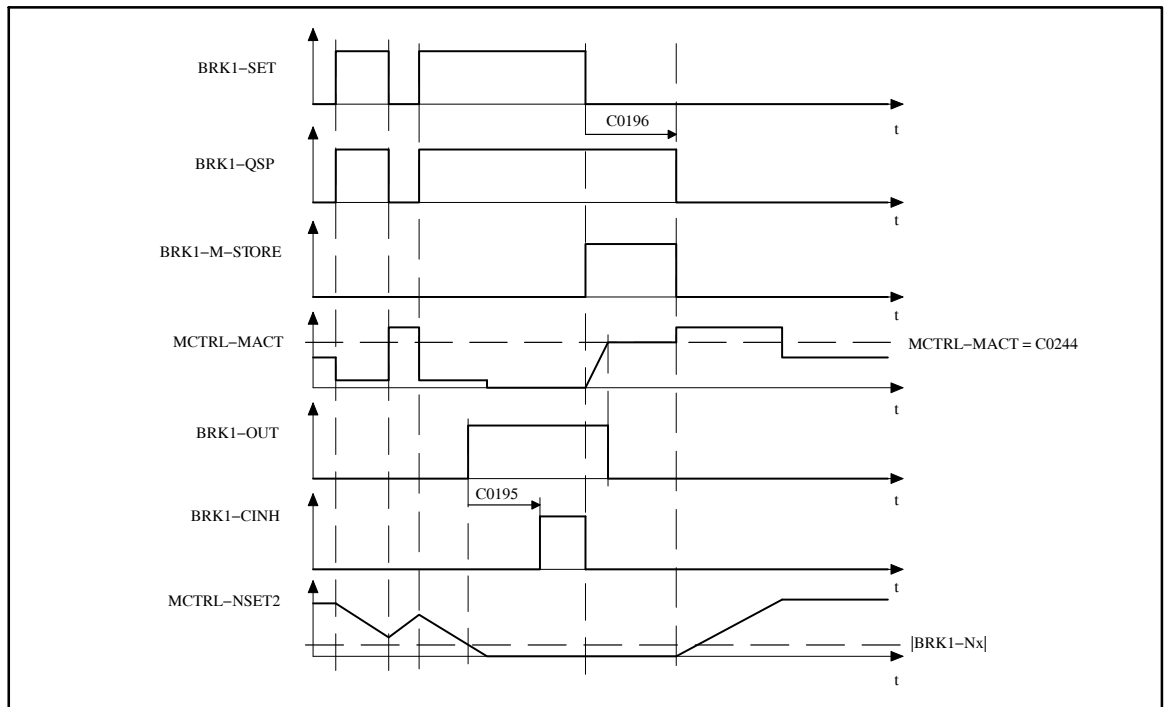 BRK1−SET
t
C0196
BRK1−QSP
t
BRK1−M−STORE
t
MCTRL−MACT
MCTRL−MACT = C0244
t
BRK1−OUT
t
C0195
BRK1−CINH
t
MCTRL−NSET2
|BRK1−Nx|
t